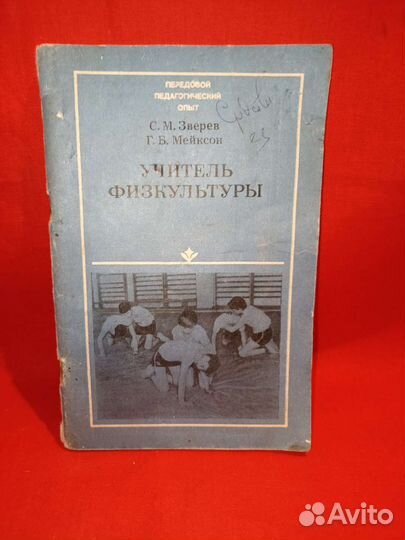 ПЕРЕДОВОЙ
ПЕДАГОГИЧЕСКИЙ
ОПЫТ
С. М. Зверев
Г. Б. Мейксон
УЧИТЕЛЬ
ФИЗКУЛЬТУРЫ
Avito